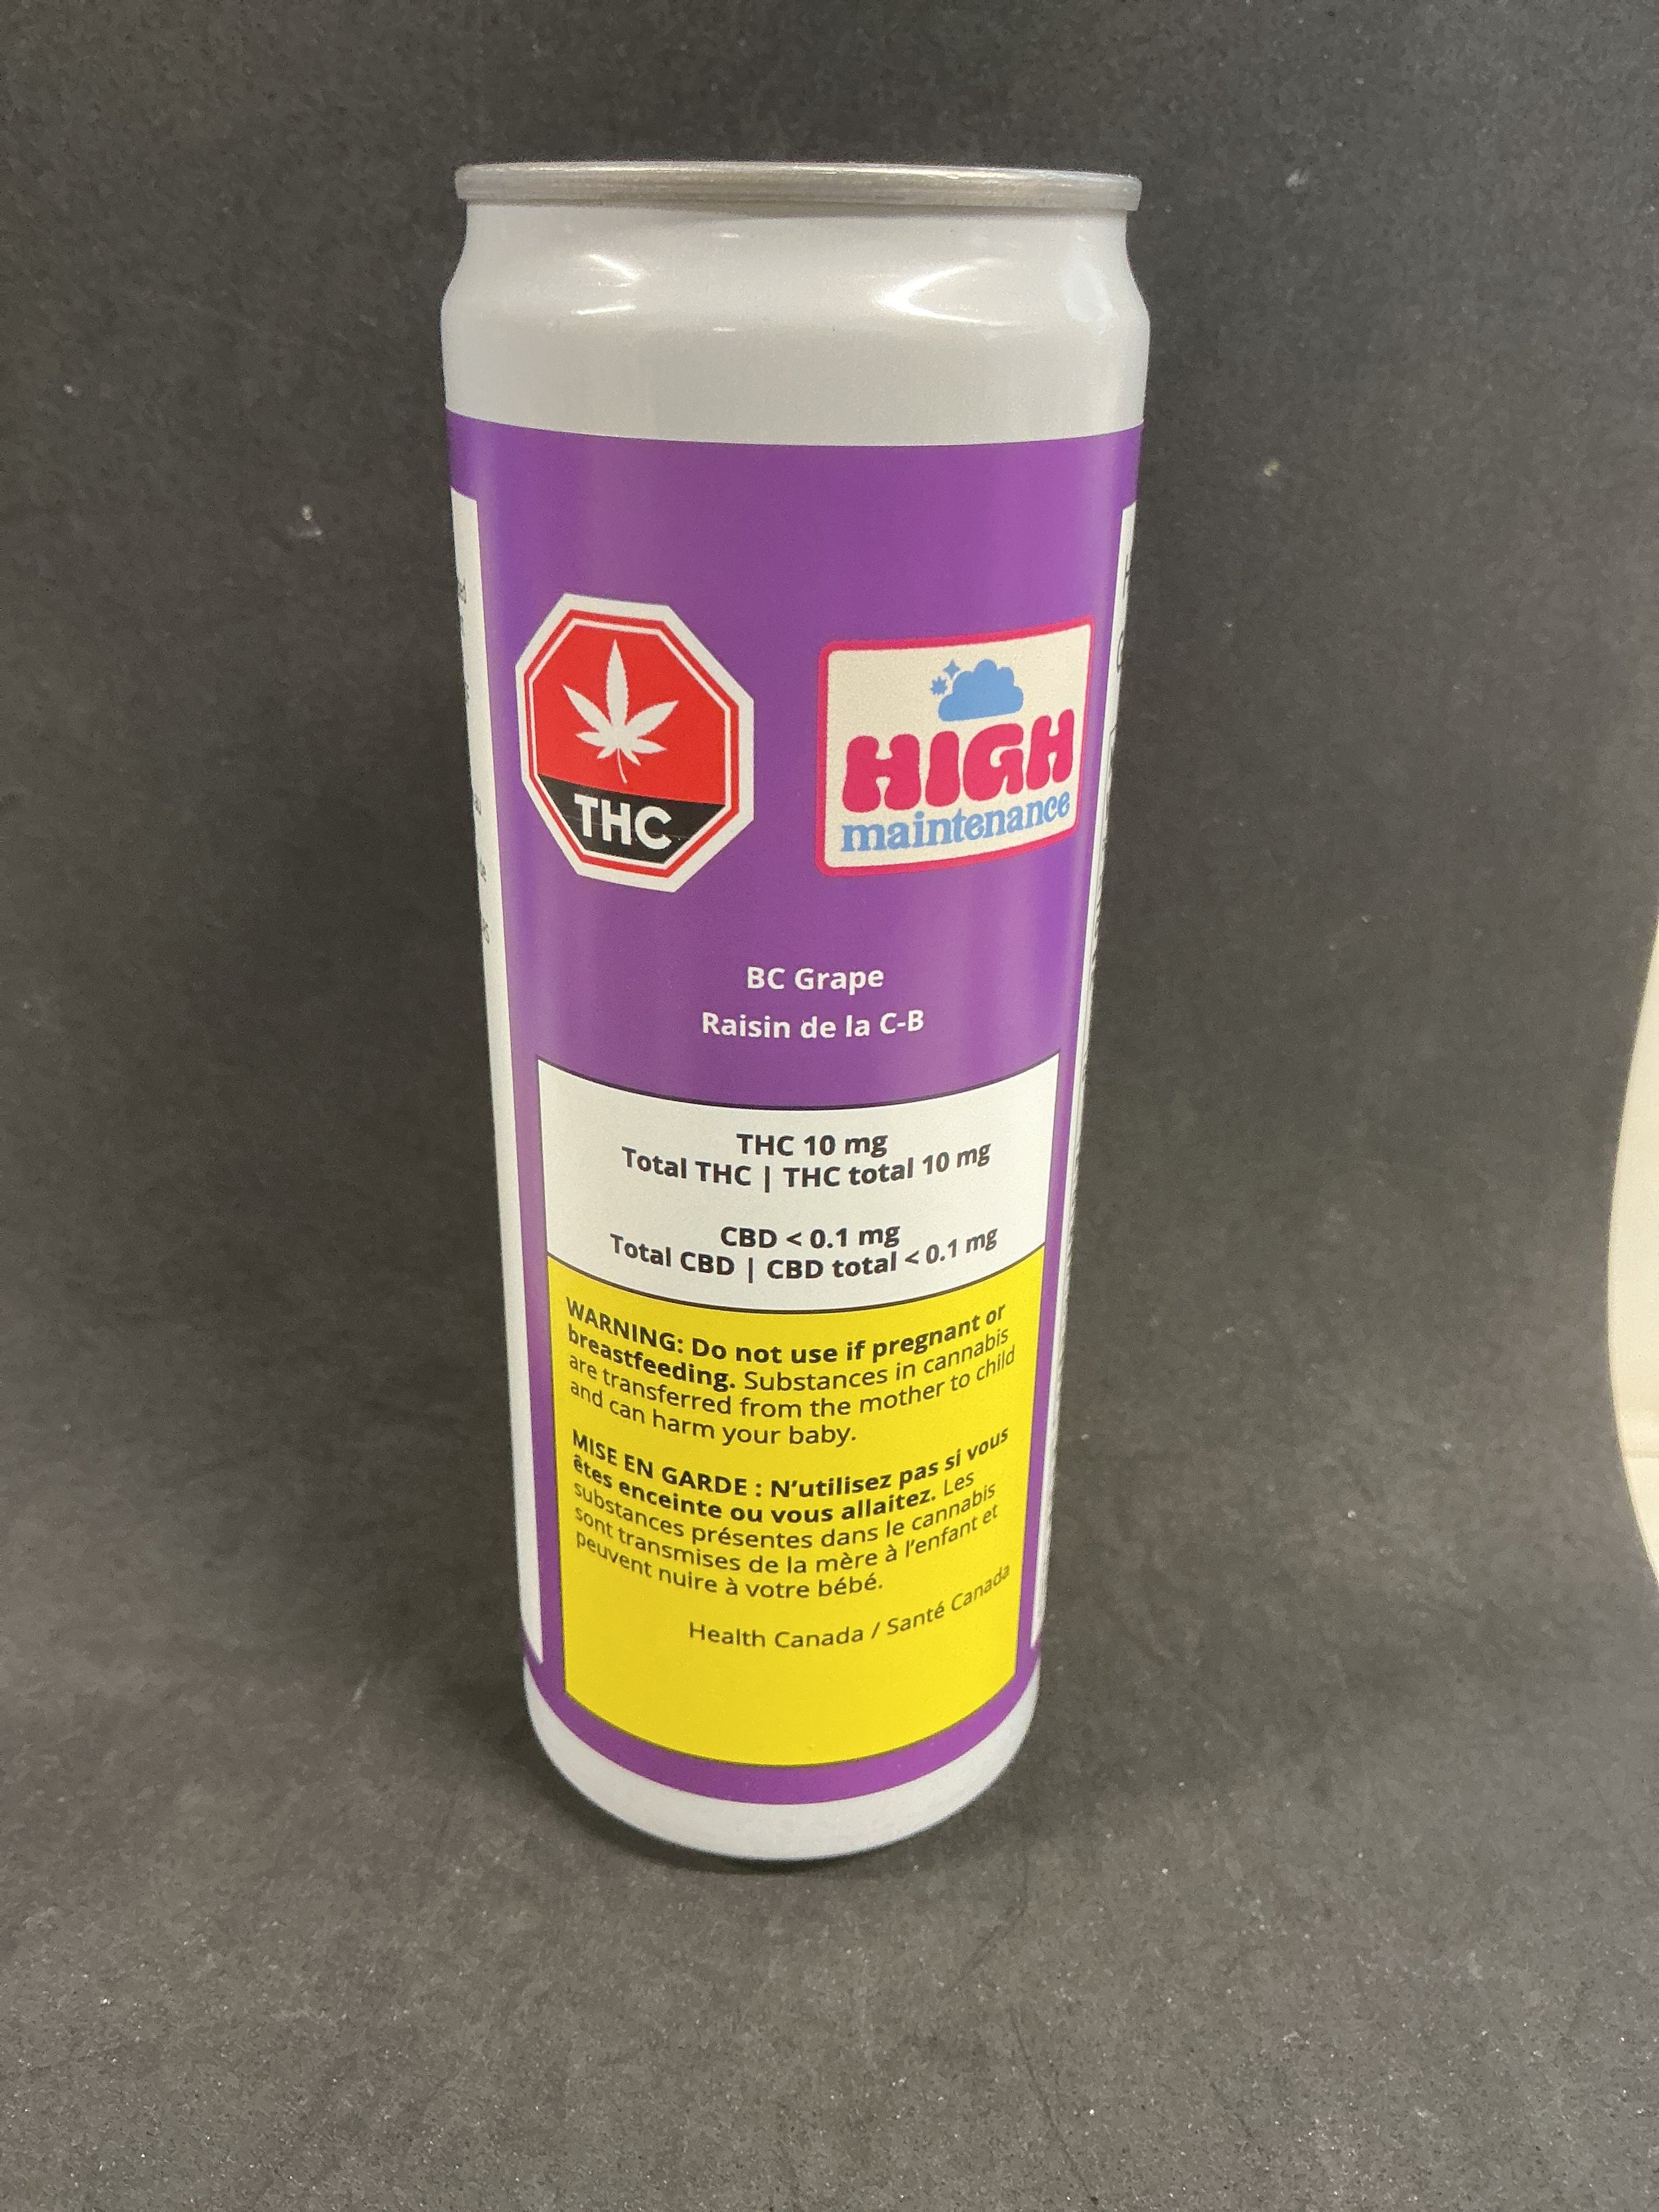 THC
HIGH
maintenance
BC Grape
Raisin de la C-B
THC 10 mg
Total THC | THC total 10 mg
CBD < 0.1 mg
Total CBD | CBD total < 0.1 mg
WARNING: Do not use if pregnant or
breastfeeding. Substances in cannabis
are transferred from the mother to child
and can harm your baby.
MISE EN GARDE : N’utilisez pas si vous
êtes enceinte ou vous allaitez. Les
substances présentes dans le cannabis
sont transmises de la mère à l’enfant et
peuvent nuire à votre bébé.
Health Canada / Santé Canada